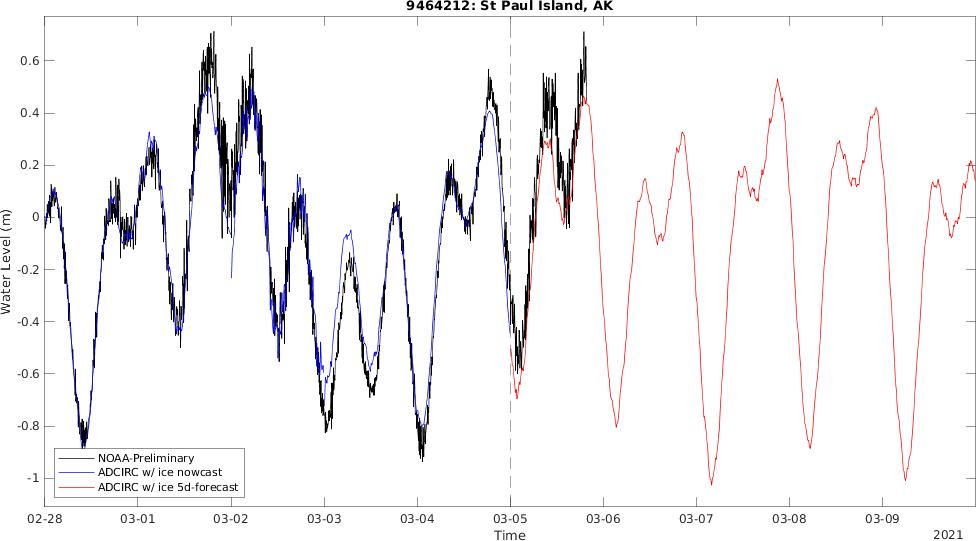 9464212: St Paul Island, AK
0.6
0.4
0.2
0
-0.2
-0.4
-0.6
-0.8
-1
Water Level (m)
NOAA-Preliminary
ADCIRC w/ ice nowcast
ADCIRC w/ ice 5d-forecast
02-28 03-01 03-02 03-03 03-04 03-05 03-06 03-07 03-08 03-09
Time
2021